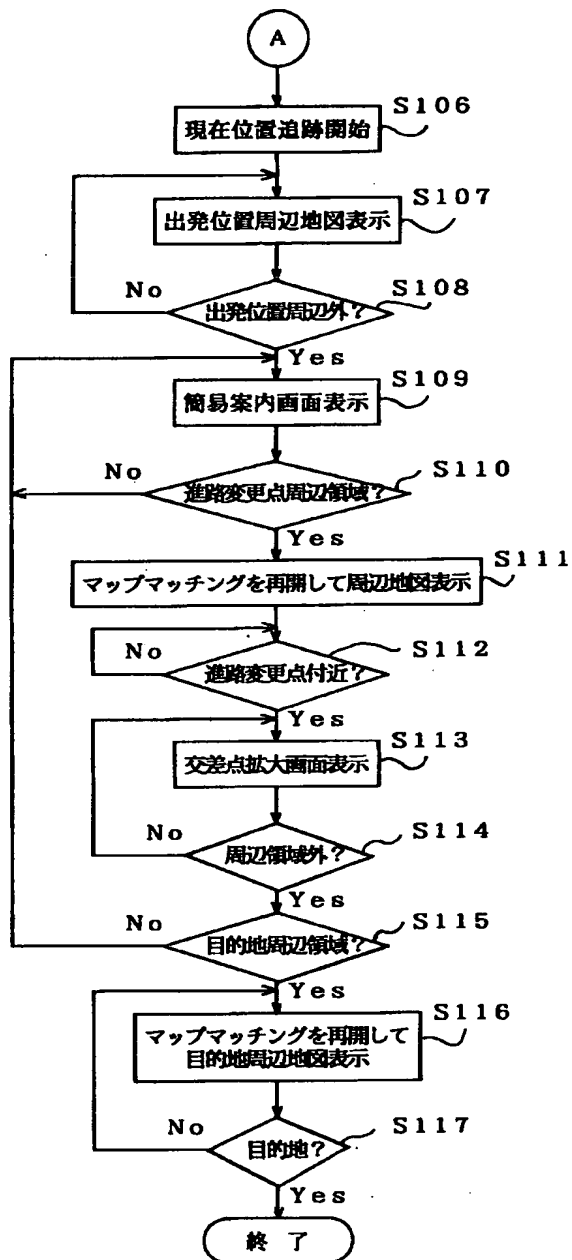 A
S106
現在位置追跡開始
S107
出発位置周辺地図表示
S108
No
出発位置周辺外?
Yes
S109
簡易案内画面表示
No
S110
進路変更点周辺領域?
Yes
S111
マップマッチングを再開して周辺地図表示
S112
No
進路変更点付近?
Yes
S113
交差点拡大画面表示
No
S114
周辺領域外?
Yes
No
S115
目的地周辺領域?
Yes
S116
マップマッチングを再開して
目的地周辺地図表示
No
S117
目的地?
Yes
終 了